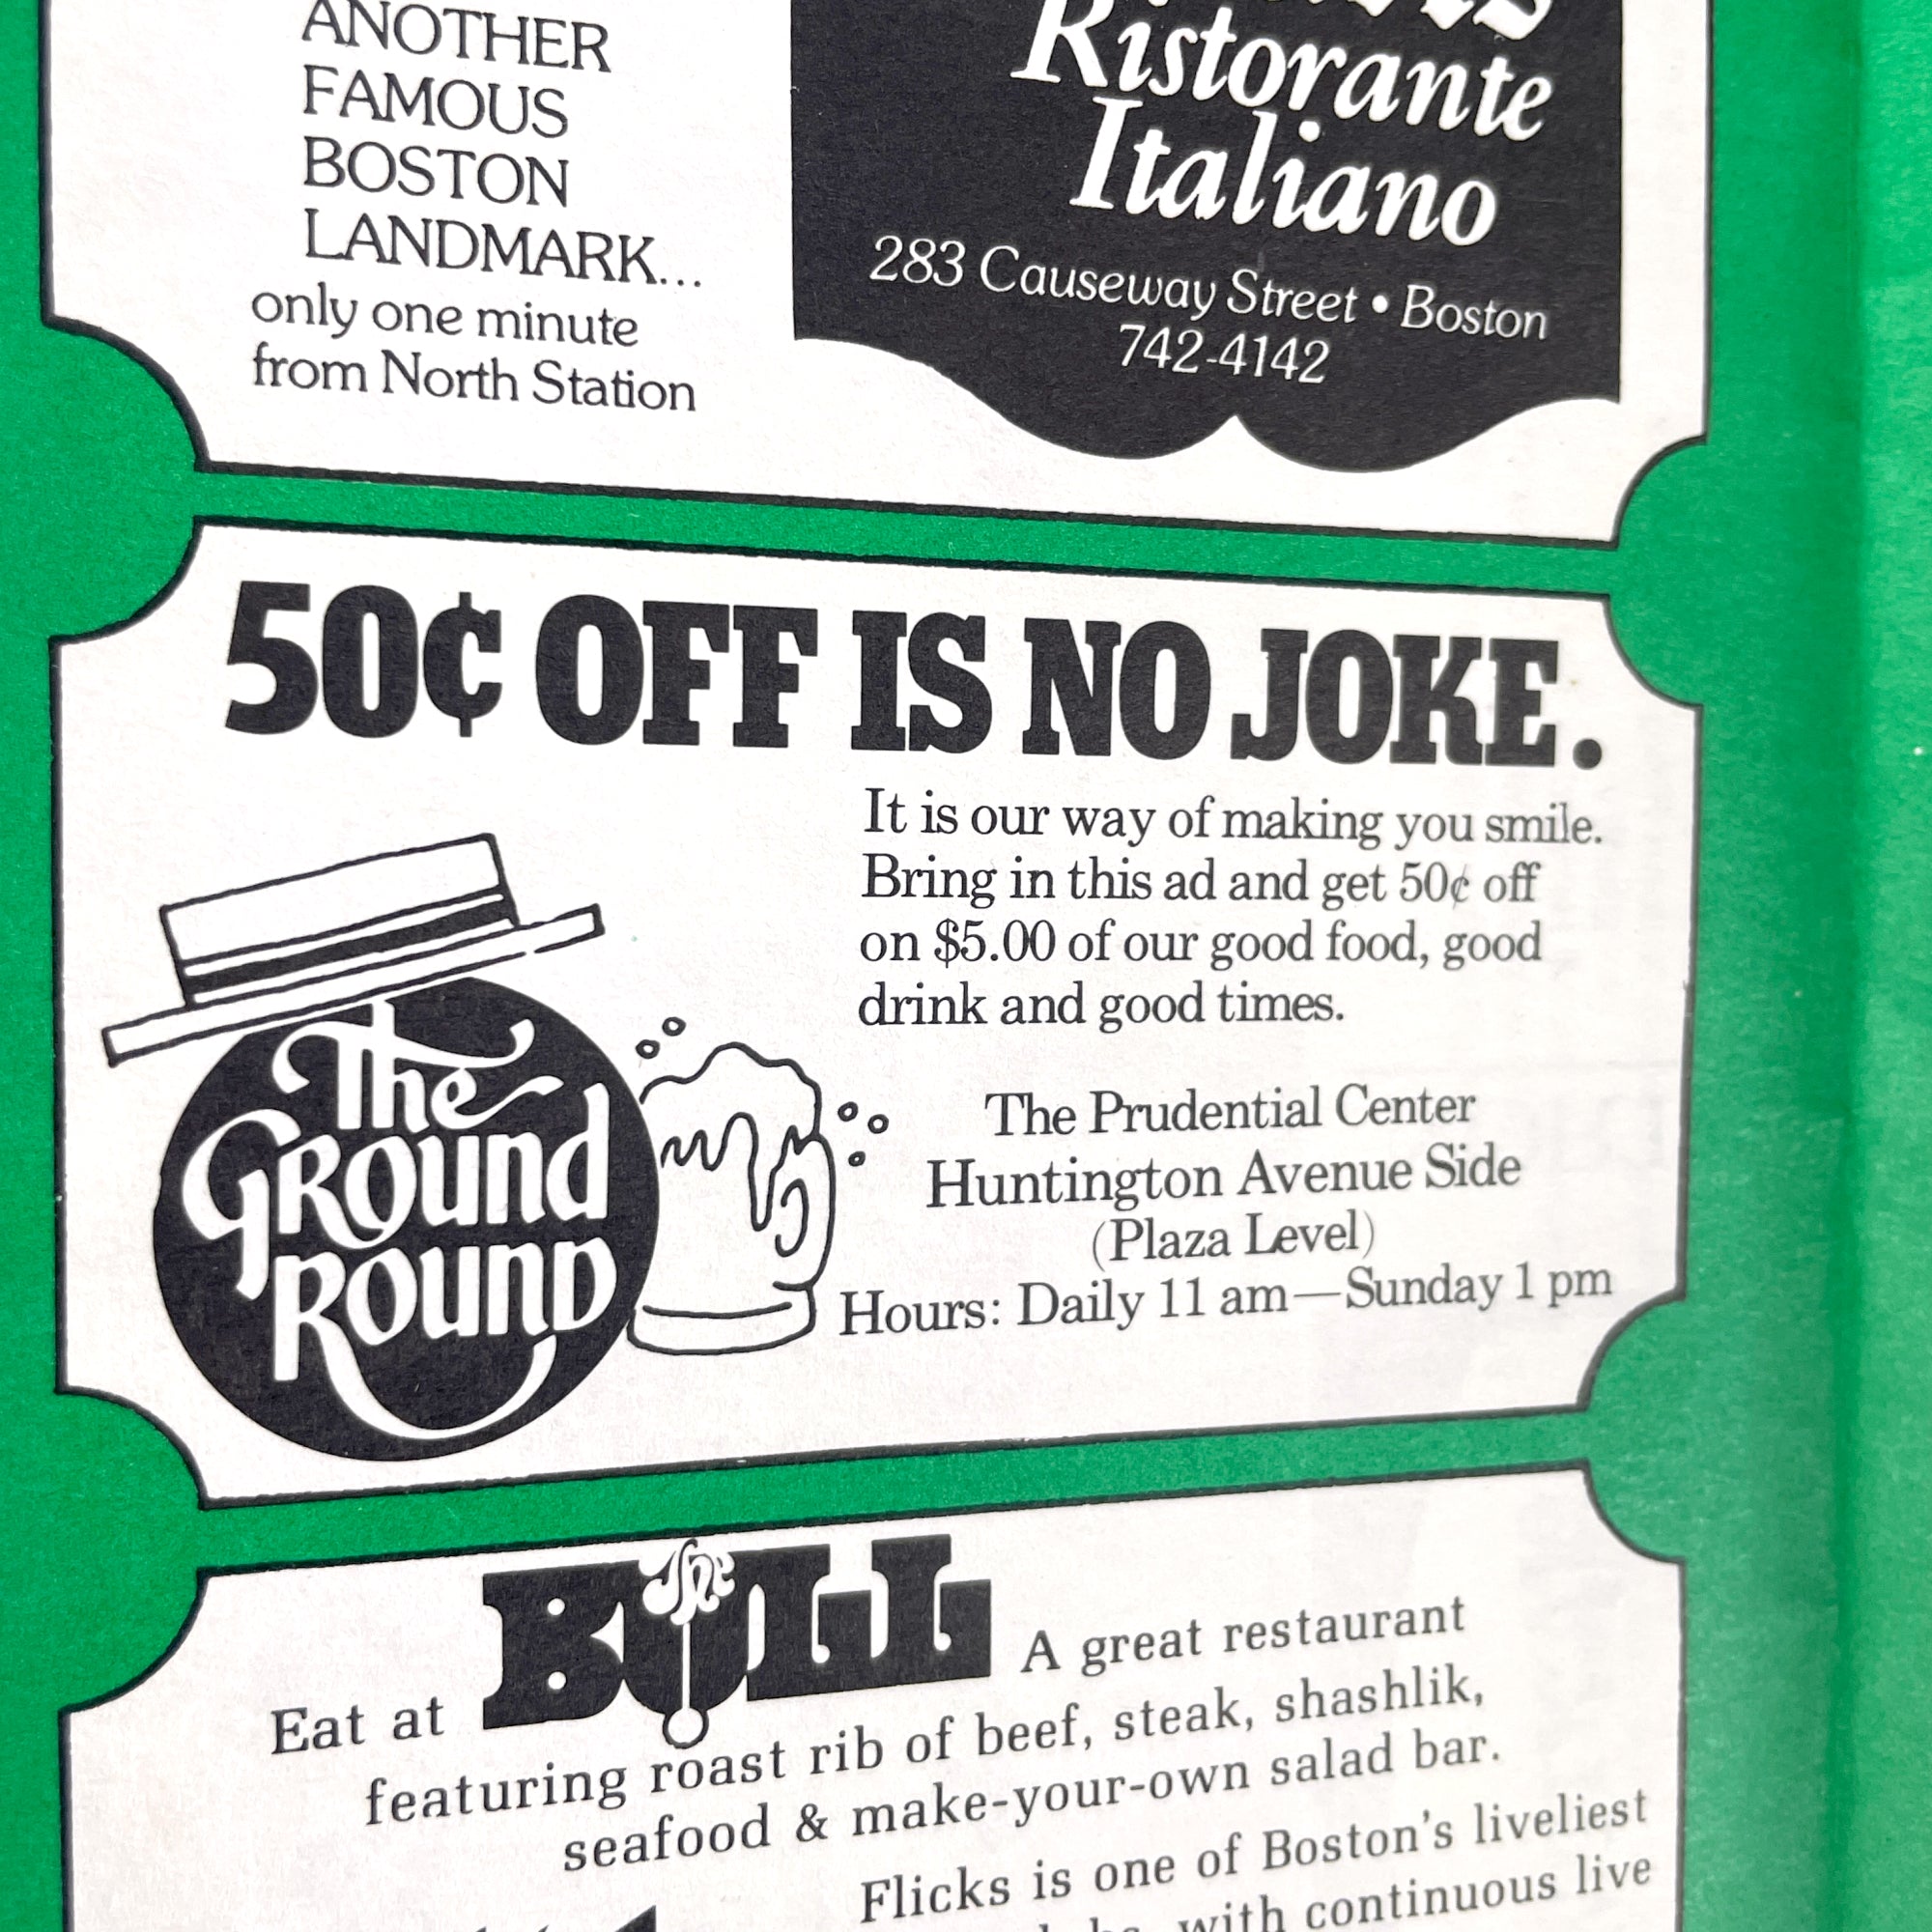 ANOTHER
FAMOUS
BOSTON
LANDMARK...
only one minute
from North Station
Ristorante
Italiano
283 Causeway Street • Boston
742-4142
50¢ OFF IS NO JOKE.
It is our way of making you smile.
Bring in this ad and get 50¢ off
on $5.00 of our good food, good
drink and good times.
The
GROUND
ROUND
The Prudential Center
Huntington Avenue Side
(Plaza Level)
Hours: Daily 11 am—Sunday 1 pm
Eat at The BULL A great restaurant
featuring roast rib of beef, steak, shashlik,
seafood & make-your-own salad bar.
Flicks is one of Boston's liveliest
with continuous live